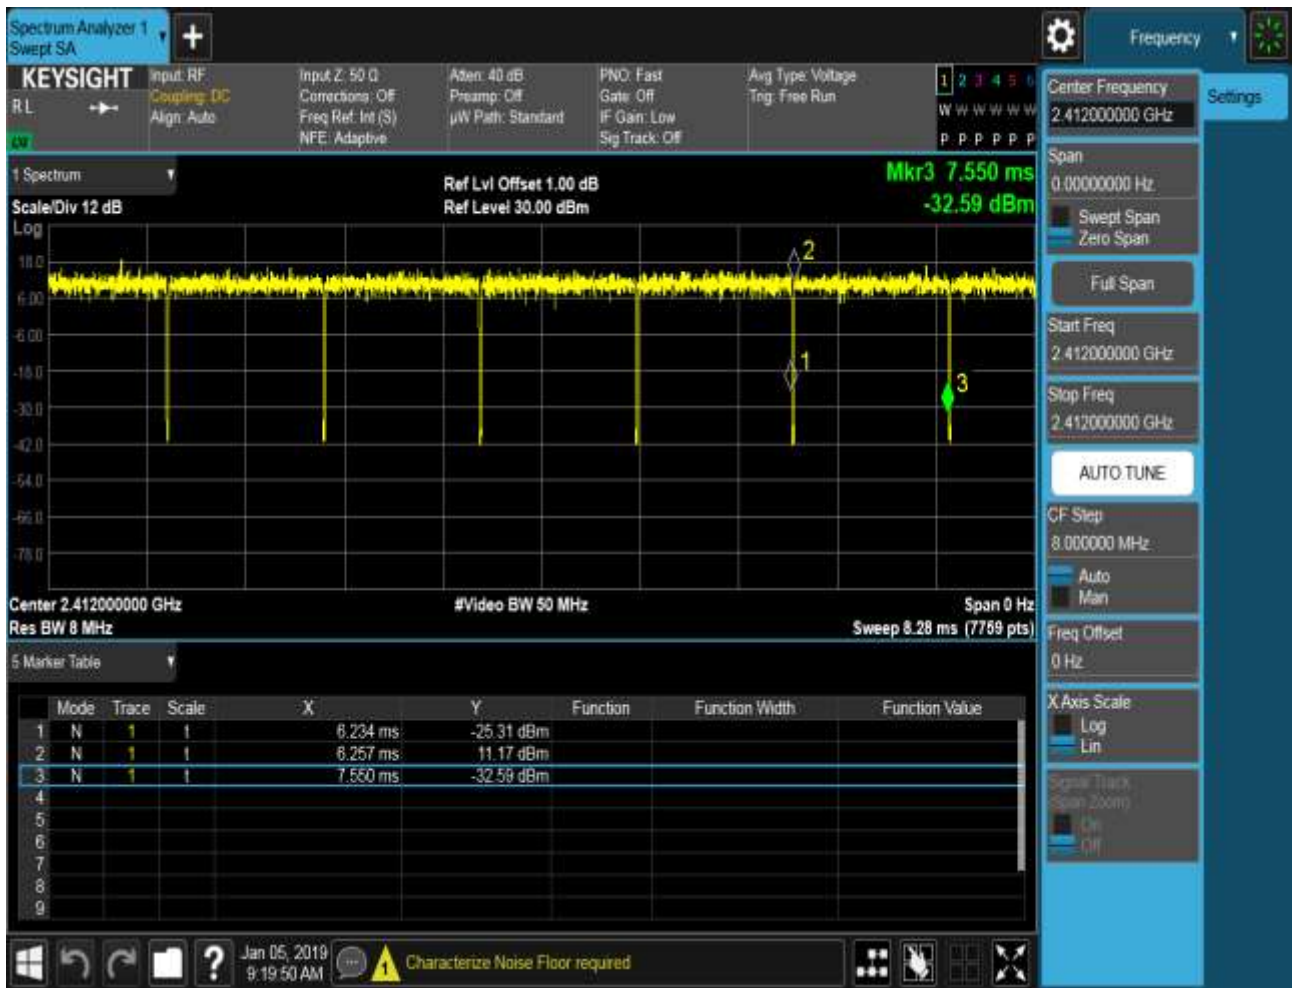 Spectrum Analyzer 1
Swept SA
+
Frequency
KEYSIGHT
R L
Input: RF
Coupling: DC
Align: Auto
Input Z: 50 Ω
Corrections: Off
Freq Ref: Int (S)
NFE: Adaptive
Atten: 40 dB
Preamp: Off
µW Path: Standard
PNO: Fast
Gate: Off
IF Gain: Low
Sig Track: Off
Avg Type: Voltage
Trig: Free Run
1 2 3 4 5 6
W W W W W W
P P P P P P
Center Frequency
2.412000000 GHz
Settings
Span
0.00000000 Hz
Swept Span
Zero Span
Full Span
Start Freq
2.412000000 GHz
Stop Freq
2.412000000 GHz
AUTO TUNE
CF Step
8.000000 MHz
Auto
Man
Freq Offset
0 Hz
X Axis Scale
Log
Lin
Signal Track
(Span Zoom)
On
Off
1 Spectrum
Scale/Div 12 dB
Log
Ref Lvl Offset 1.00 dB
Ref Level 30.00 dBm
Mkr3 7.550 ms
-32.59 dBm
18.0
6.00
-6.00
-18.0
-30.0
-42.0
-54.0
-66.0
-78.0
2
1
3
Center 2.412000000 GHz
#Video BW 50 MHz
Span 0 Hz
Res BW 8 MHz
Sweep 8.28 ms (7759 pts)
5 Marker Table
Mode Trace Scale X Y Function Function Width Function Value
1 N 1 t 6.234 ms -25.31 dBm
2 N 1 t 6.257 ms 11.17 dBm
3 N 1 t 7.550 ms -32.59 dBm
4
5
6
7
8
9
?
Jan 05, 2019
9:19:50 AM
1
Characterize Noise Floor required